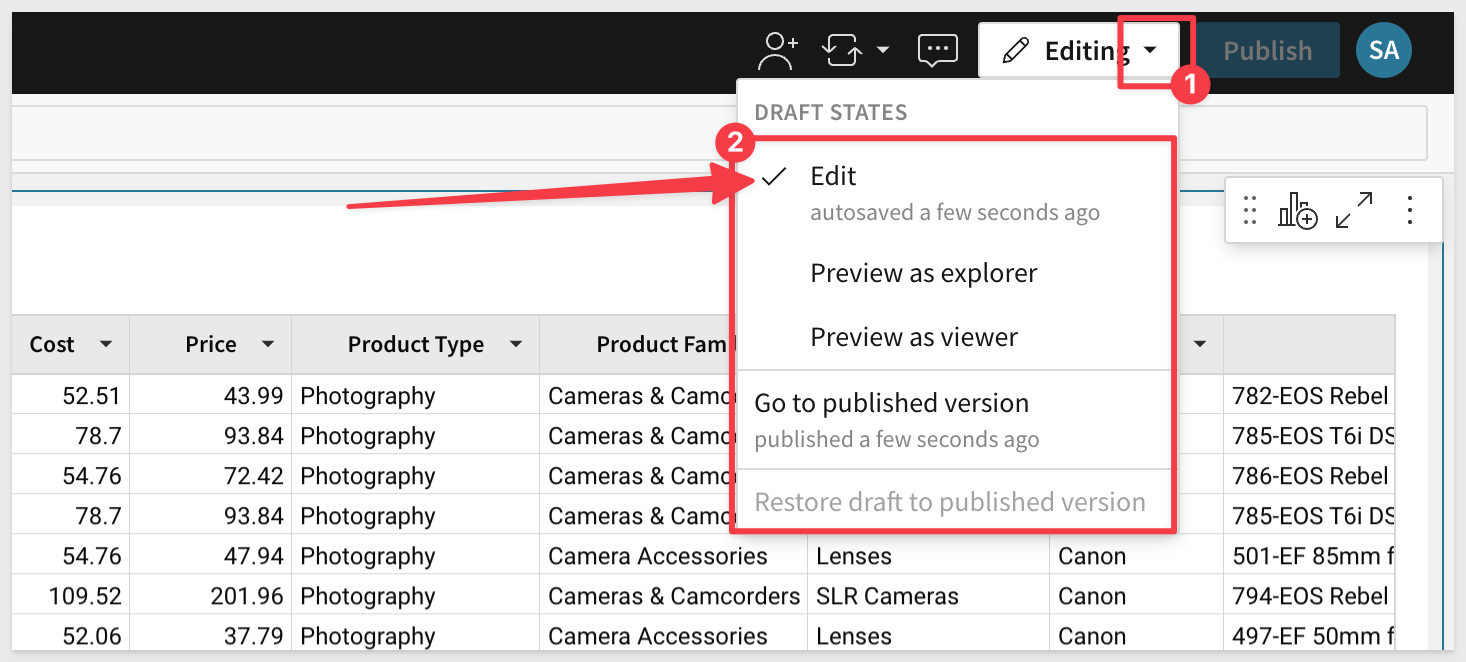 Editing
Publish
SA
1
DRAFT STATES
2
Edit
autosaved a few seconds ago
Preview as explorer
Preview as viewer
Go to published version
published a few seconds ago
Restore draft to published version
Cost Price Product Type Product Fam
52.51 43.99 Photography Cameras & Camc 782-EOS Rebel
78.7 93.84 Photography Cameras & Camc 785-EOS T6i DS
54.76 72.42 Photography Cameras & Camc 786-EOS Rebel
78.7 93.84 Photography Cameras & Camc 785-EOS T6i DS
54.76 47.94 Photography Camera Accessories Lenses Canon 501-EF 85mm f
109.52 201.96 Photography Cameras & Camcorders SLR Cameras Canon 794-EOS Rebel
52.06 37.79 Photography Camera Accessories Lenses Canon 497-EF 50mm f